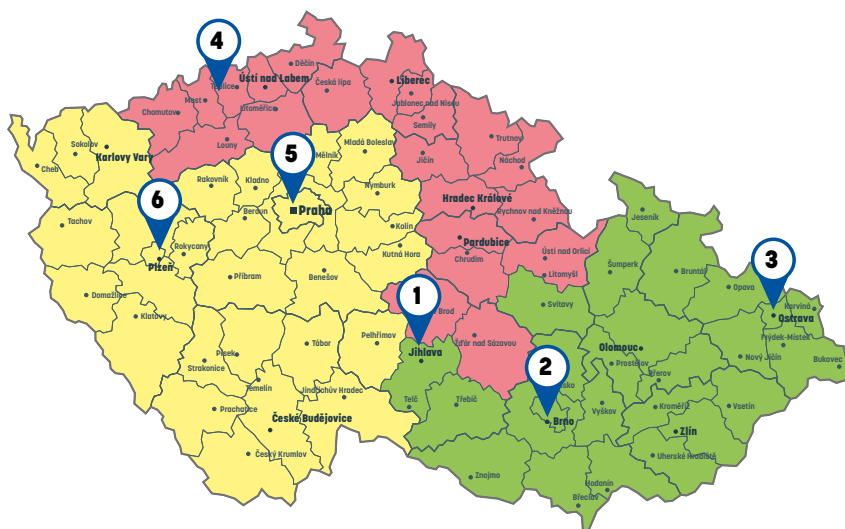 4
Děčín
Teplice
Ústí nad Labem
Liberec
Most
Česká lípa
Jablonec nad Nisou
Chomutov
Litoměřice
Semily
Louny
Trutnov
5
Sokolov
Karlovy Vary
Mělník
Mladá Boleslav
Jičín
Náchod
Cheb
Rakovník
Kladno
Nymburk
6
Hradec Králové
Beroun
Praha
Rychnov nad Kněžnou
Jeseník
Tachov
Kolín
Pardubice
Rokycany
Kutná Hora
Chrudim
Ústí nad Orlicí
3
Plzeň
Litomyšl
Šumperk
Bruntál
Příbram
Benešov
Opava
Domažlice
1
Svitavy
Karviná
Klatovy
Brod
Ostrava
Pelhřimov
Tábor
Žďár nad Sázavou
Frýdek-Místek
Písek
Jihlava
Olomouc
Nový Jičín
Bukovec
Strakonice
2
Prostějov
Temelín
Přerov
Jindřichův Hradec
sko
Prachatice
Telč
Třebíč
Vyškov
Kroměříž
Vsetín
České Budějovice
Brno
Zlín
Český Krumlov
Uherské Hradiště
Znojmo
Hodonín
Břeclav